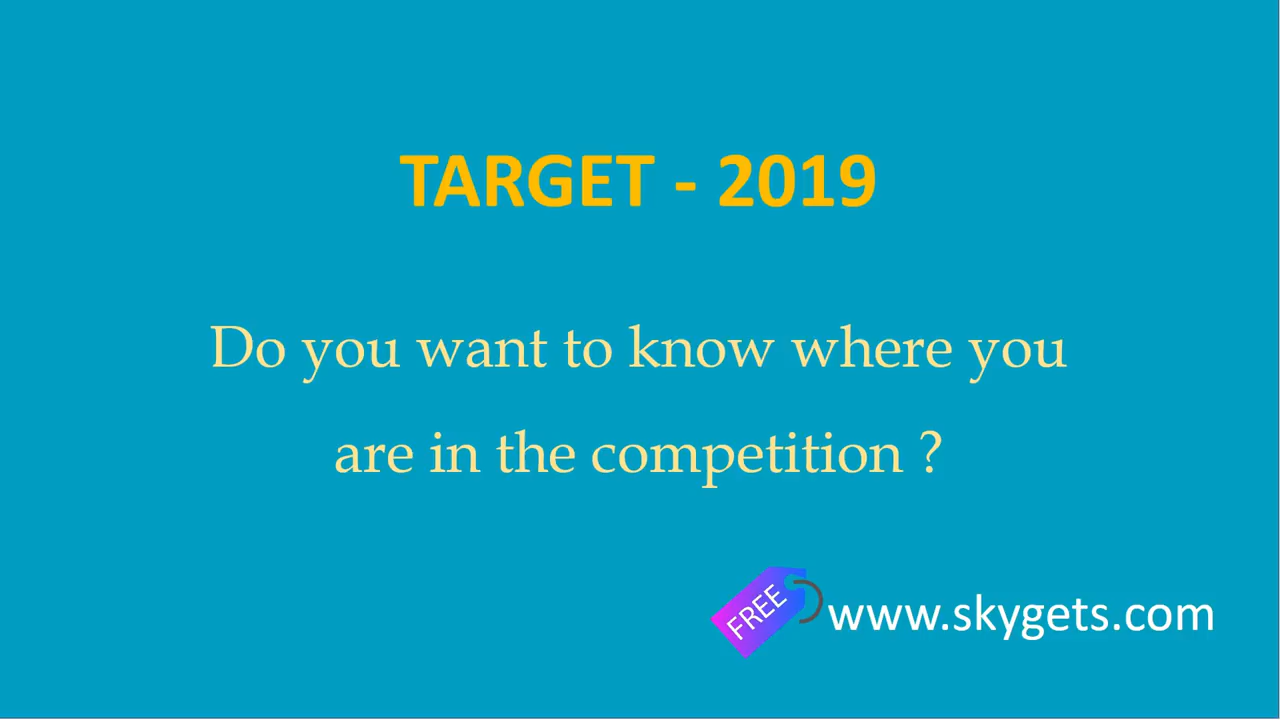 TARGET - 2019
Do you want to know where you
are in the competition ?
FREE
www.skygets.com